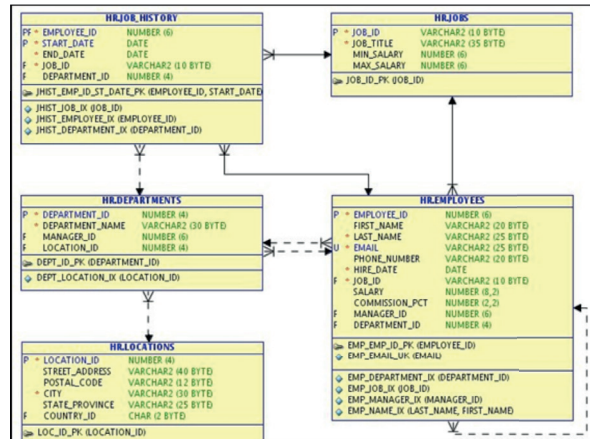 HR.JOB_HISTORY
PF * EMPLOYEE_ID NUMBER (6)
P * START_DATE DATE
* END_DATE DATE
F * JOB_ID VARCHAR2 (10 BYTE)
F DEPARTMENT_ID NUMBER (4)
JHIST_EMP_ID_ST_DATE_PK (EMPLOYEE_ID, START_DATE)
JHIST_JOB_IX (JOB_ID)
JHIST_EMPLOYEE_IX (EMPLOYEE_ID)
JHIST_DEPARTMENT_IX (DEPARTMENT_ID)
HR.JOBS
P * JOB_ID VARCHAR2 (10 BYTE)
* JOB_TITLE VARCHAR2 (35 BYTE)
MIN_SALARY NUMBER (6)
MAX_SALARY NUMBER (6)
JOB_ID_PK (JOB_ID)
HR.DEPARTMENTS
P * DEPARTMENT_ID NUMBER (4)
* DEPARTMENT_NAME VARCHAR2 (30 BYTE)
F MANAGER_ID NUMBER (6)
F LOCATION_ID NUMBER (4)
DEPT_ID_PK (DEPARTMENT_ID)
DEPT_LOCATION_IX (LOCATION_ID)
HR.EMPLOYEES
P * EMPLOYEE_ID NUMBER (6)
FIRST_NAME VARCHAR2 (20 BYTE)
* LAST_NAME VARCHAR2 (25 BYTE)
U * EMAIL VARCHAR2 (25 BYTE)
PHONE_NUMBER VARCHAR2 (20 BYTE)
* HIRE_DATE DATE
F * JOB_ID VARCHAR2 (10 BYTE)
SALARY NUMBER (8,2)
COMMISSION_PCT NUMBER (2,2)
F MANAGER_ID NUMBER (6)
F DEPARTMENT_ID NUMBER (4)
EMP_EMP_ID_PK (EMPLOYEE_ID)
EMP_EMAIL_UK (EMAIL)
EMP_DEPARTMENT_IX (DEPARTMENT_ID)
EMP_JOB_IX (JOB_ID)
EMP_MANAGER_IX (MANAGER_ID)
EMP_NAME_IX (LAST_NAME, FIRST_NAME)
HR.LOCATIONS
P * LOCATION_ID NUMBER (4)
STREET_ADDRESS VARCHAR2 (40 BYTE)
POSTAL_CODE VARCHAR2 (12 BYTE)
* CITY VARCHAR2 (30 BYTE)
STATE_PROVINCE VARCHAR2 (25 BYTE)
F COUNTRY_ID CHAR (2 BYTE)
LOC_ID_PK (LOCATION_ID)